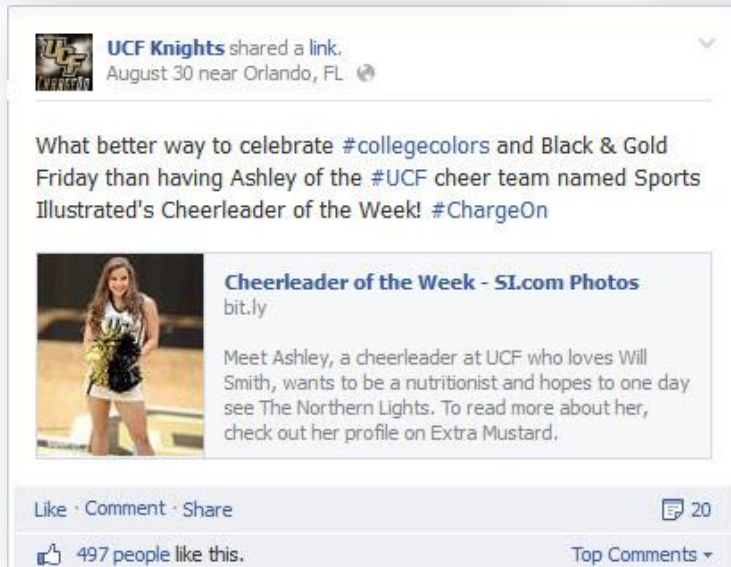 UCF
CHARGEON
UCF Knights shared a link.
August 30 near Orlando, FL
What better way to celebrate #collegecolors and Black & Gold
Friday than having Ashley of the #UCF cheer team named Sports
Illustrated's Cheerleader of the Week! #ChargeOn
UCF
Cheerleader of the Week - SI.com Photos
bit.ly
Meet Ashley, a cheerleader at UCF who loves Will
Smith, wants to be a nutritionist and hopes to one day
see The Northern Lights. To read more about her,
check out her profile on Extra Mustard.
Like · Comment · Share
20
497 people like this.
Top Comments